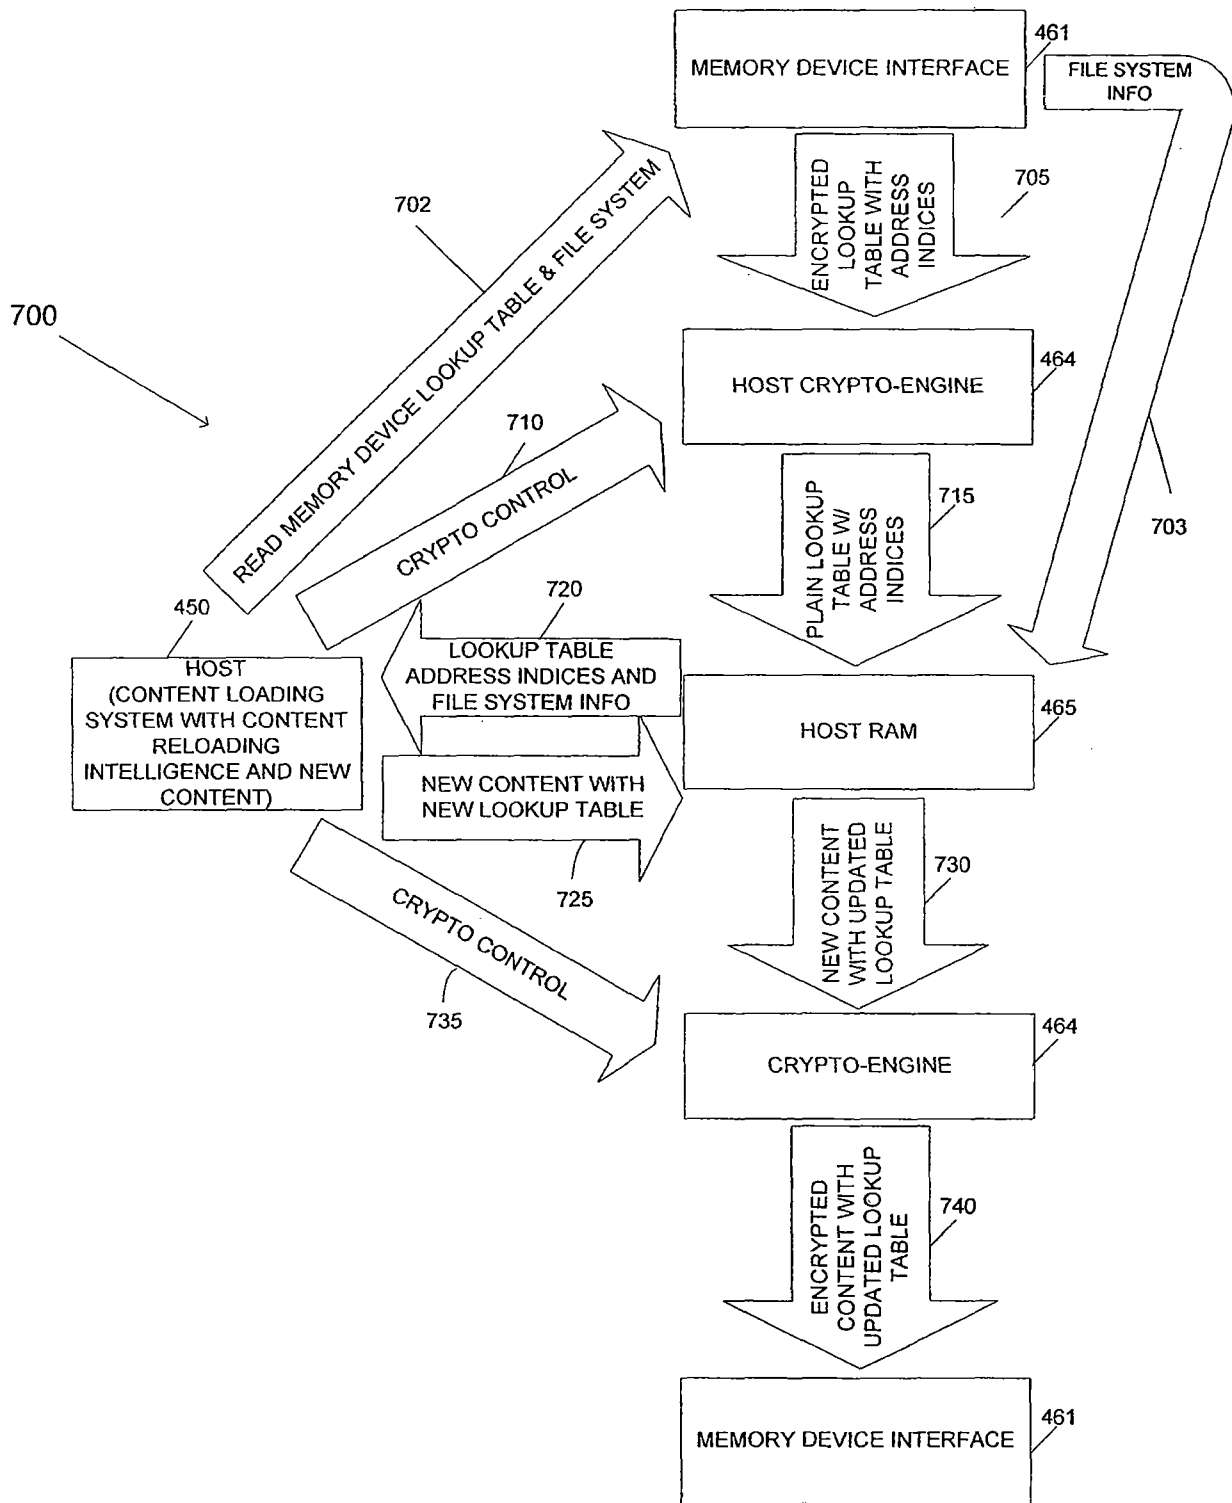 461
MEMORY DEVICE INTERFACE
FILE SYSTEM
INFO
ENCRYPTED
LOOKUP
TABLE WITH
ADDRESS
INDICES
705
702
READ MEMORY DEVICE LOOKUP TABLE & FILE SYSTEM
700
464
HOST CRYPTO-ENGINE
710
CRYPTO CONTROL
PLAIN LOOKUP
TABLE W/
ADDRESS
INDICES
715
703
720
LOOKUP TABLE
ADDRESS INDICES AND
FILE SYSTEM INFO
450
HOST
(CONTENT LOADING
SYSTEM WITH CONTENT
RELOADING
INTELLIGENCE AND NEW
CONTENT)
465
HOST RAM
NEW CONTENT WITH
NEW LOOKUP TABLE
725
NEW CONTENT
WITH UPDATED
LOOKUP TABLE
730
CRYPTO CONTROL
735
464
CRYPTO-ENGINE
ENCRYPTED
CONTENT WITH
UPDATED LOOKUP
TABLE
740
461
MEMORY DEVICE INTERFACE